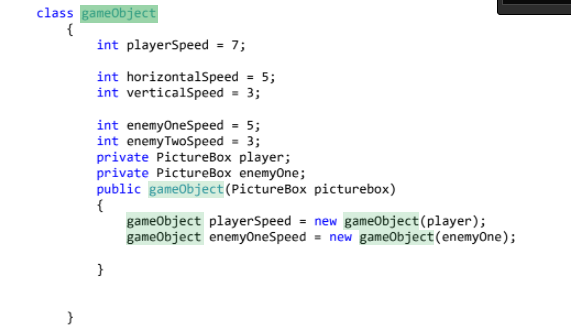 class gameObject
{
int playerSpeed = 7;
int horizontalSpeed = 5;
int verticalSpeed = 3;
int enemyOneSpeed = 5;
int enemyTwoSpeed = 3;
private PictureBox player;
private PictureBox enemyOne;
public gameObject(PictureBox picturebox)
{
gameObject playerSpeed = new gameObject(player);
gameObject enemyOneSpeed = new gameObject(enemyOne);
}
}